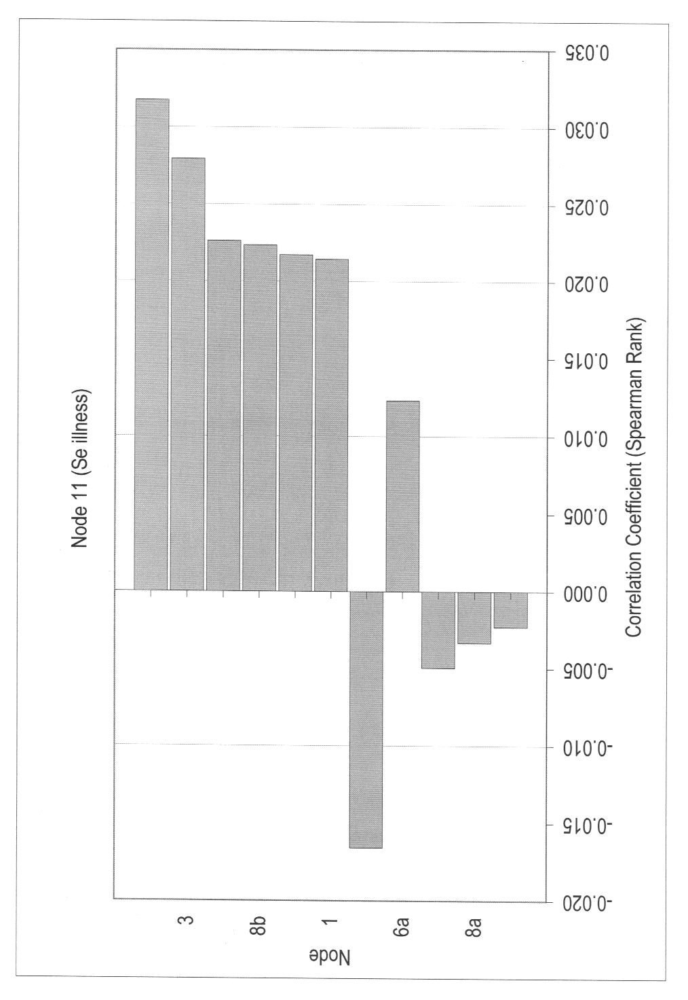 Node 11 (Se illness)
Node
3
8b
1
6a
8a
0.035
0.030
0.025
0.020
0.015
0.010
0.005
0.000
-0.005
-0.010
-0.015
-0.020
Correlation Coefficient (Spearman Rank)